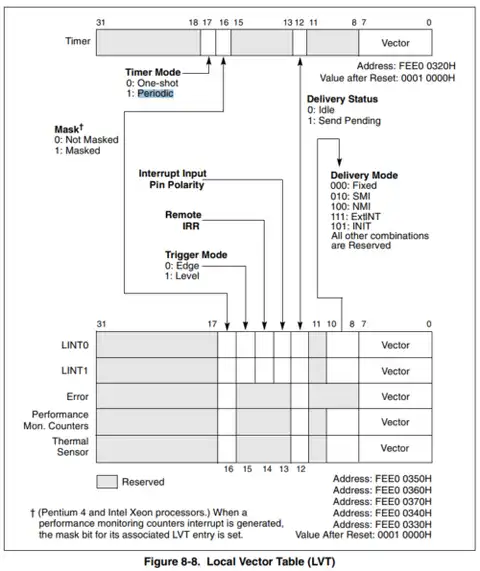 31 18 17 16 15 13 12 11 8 7 0
Timer Vector
Address: FEE0 0320H
Value after Reset: 0001 0000H
Timer Mode
0: One-shot
1: Periodic
Delivery Status
0: Idle
1: Send Pending
Mask†
0: Not Masked
1: Masked
Interrupt Input
Pin Polarity
Delivery Mode
000: Fixed
010: SMI
100: NMI
111: ExtINT
101: INIT
All other combinations
are Reserved
Remote
IRR
Trigger Mode
0: Edge
1: Level
31 17 11 10 8 7 0
LINT0 Vector
LINT1 Vector
Error Vector
Performance
Mon. Counters Vector
Thermal
Sensor Vector
16 15 14 13 12
Reserved
Address: FEE0 0350H
Address: FEE0 0360H
Address: FEE0 0370H
Address: FEE0 0340H
Address: FEE0 0330H
Value After Reset: 0001 0000H
† (Pentium 4 and Intel Xeon processors.) When a
performance monitoring counters interrupt is generated,
the mask bit for its associated LVT entry is set.
Figure 8-8. Local Vector Table (LVT)